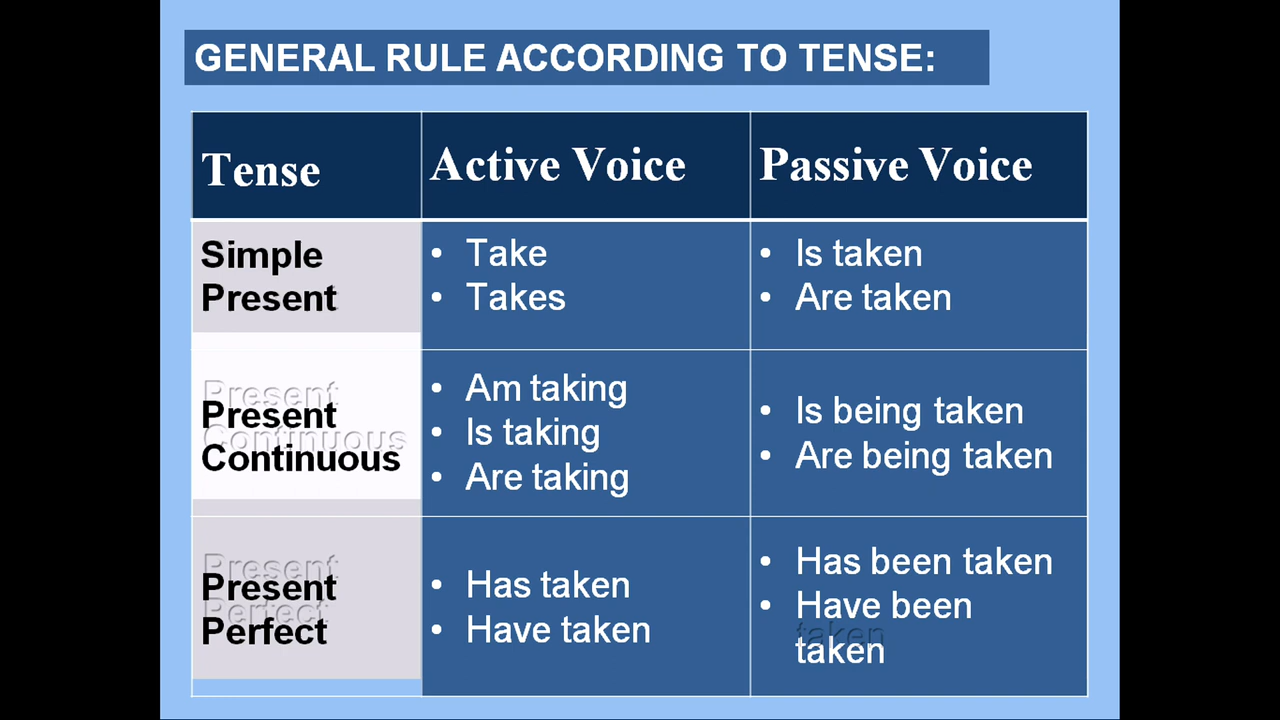 GENERAL RULE ACCORDING TO TENSE:
Tense
Active Voice
Passive Voice
Simple
Present
• Take
• Takes
• Is taken
• Are taken
Present
Continuous
• Am taking
• Is taking
• Are taking
• Is being taken
• Are being taken
Present
Perfect
• Has taken
• Have taken
• Has been taken
• Have been
taken